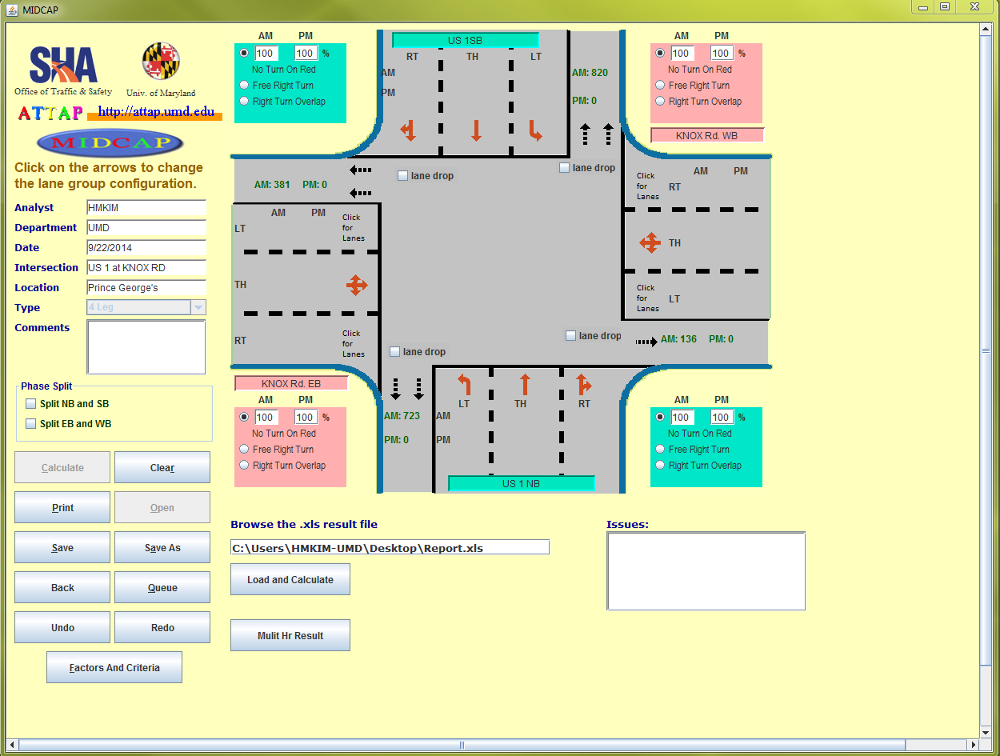 MIDCAP
SHA
Office of Traffic & Safety
Univ. of Maryland
ATTAP
http://attap.umd.edu
MIDCAP
Click on the arrows to change
the lane group configuration.
Analyst
HMKIM
Department
UMD
Date
9/22/2014
Intersection
US 1 at KNOX RD
Location
Prince George's
Type
4 Leg
Comments
Phase Split
Split NB and SB
Split EB and WB
Calculate
Clear
Print
Open
Save
Save As
Back
Queue
Undo
Redo
Factors And Criteria
AM PM
100 100 %
No Turn On Red
Free Right Turn
Right Turn Overlap
US 1SB
RT TH LT
AM
PM
AM: 820
PM: 0
AM PM
100 100 %
No Turn On Red
Free Right Turn
Right Turn Overlap
KNOX Rd. WB
AM: 381 PM: 0
lane drop
lane drop
AM PM
Click
for
Lanes
RT
TH
Click
for
Lanes
LT
AM PM
Click
for
Lanes
LT
TH
Click
for
Lanes
RT
lane drop
AM: 136 PM: 0
lane drop
KNOX Rd. EB
AM PM
100 100 %
No Turn On Red
Free Right Turn
Right Turn Overlap
AM: 723
PM: 0
LT TH RT
AM
PM
US 1 NB
AM PM
100 100 %
No Turn On Red
Free Right Turn
Right Turn Overlap
Browse the .xls result file
C:\Users\HMKIM-UMD\Desktop\Report.xls
Load and Calculate
Mulit Hr Result
Issues: